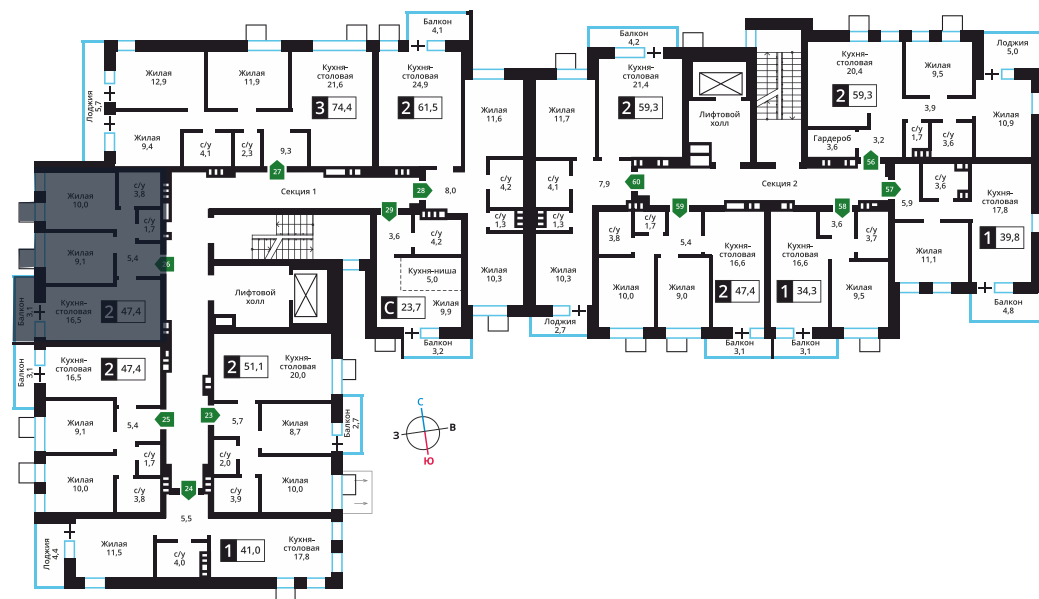 Балкон
4,1
Жилая
12,9
Жилая
11,9
Кухня-
столовая
21,6
3 74,4
Кухня-
столовая
24,9
2 61,5
Лоджия
5,7
Жилая
9,4
с/у
4,1
с/у
2,3
9,3
27
Жилая
11,6
с/у
4,2
8,0
28
с/у
1,3
Жилая
10,3
Секция 1
29
3,6
с/у
4,2
Кухня-ниша
5,0
С 23,7
Жилая
9,9
Балкон
3,2
Балкон
4,2
Кухня-
столовая
21,4
2 59,3
Жилая
11,7
с/у
4,1
7,9
60
с/у
1,3
Жилая
10,3
Лоджия
2,7
Лифтовой
холл
Секция 2
Кухня-
столовая
20,4
2 59,3
Жилая
9,5
Лоджия
5,0
3,9
с/у
1,7
с/у
3,6
Жилая
10,9
Гардероб
3,6
3,2
56
57
5,9
с/у
3,6
Кухня-
столовая
17,8
1 39,8
Жилая
11,1
Балкон
4,8
59
с/у
3,8
с/у
1,7
5,4
Кухня-
столовая
16,6
2 47,4
Жилая
10,0
Жилая
9,0
Балкон
3,1
58
3,6
с/у
3,7
Кухня-
столовая
16,6
1 34,3
Жилая
9,5
Балкон
3,1
Жилая
10,0
с/у
3,8
с/у
1,7
Жилая
9,1
5,4
26
Кухня-
столовая
16,5
2 47,4
Балкон
3,1
Лифтовой
холл
Кухня-
столовая
16,5
2 47,4
Балкон
3,1
Жилая
9,1
5,4
25
с/у
1,7
Жилая
10,0
с/у
3,8
2 51,1
Кухня-
столовая
20,0
23
5,7
Жилая
8,7
Балкон
2,7
с/у
2,0
с/у
3,9
Жилая
10,0
24
5,5
Лоджия
4,4
Жилая
11,5
с/у
4,0
1 41,0
Кухня-
столовая
17,8
С
З
В
Ю